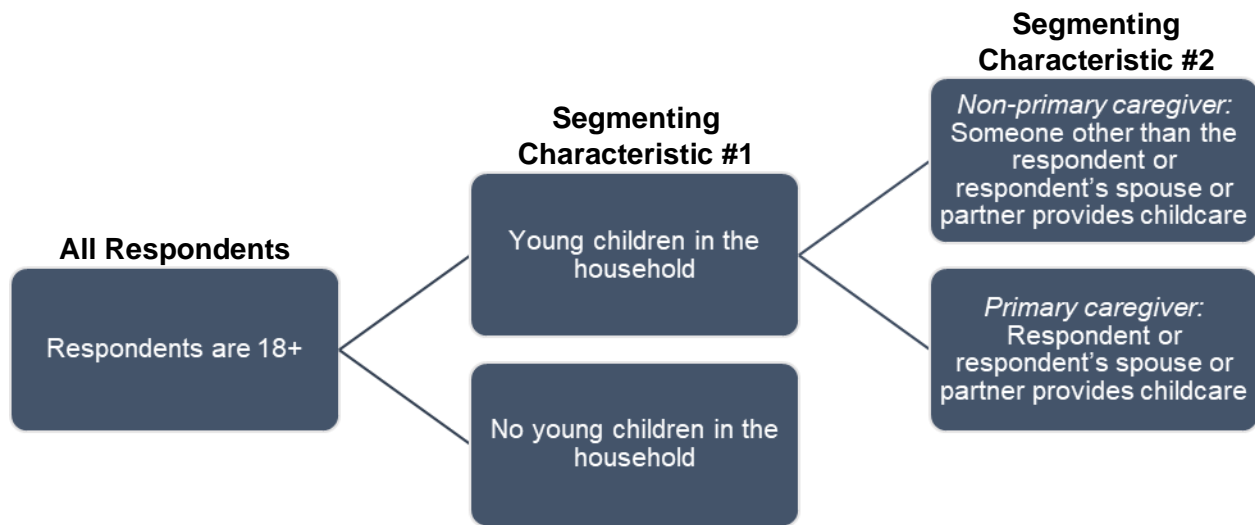 All Respondents
Respondents are 18+
Segmenting
Characteristic #1
Young children in the
household
No young children in the
household
Segmenting
Characteristic #2
Non-primary caregiver:
Someone other than the
respondent or
respondent’s spouse or
partner provides childcare
Primary caregiver:
Respondent or
respondent’s spouse or
partner provides childcare